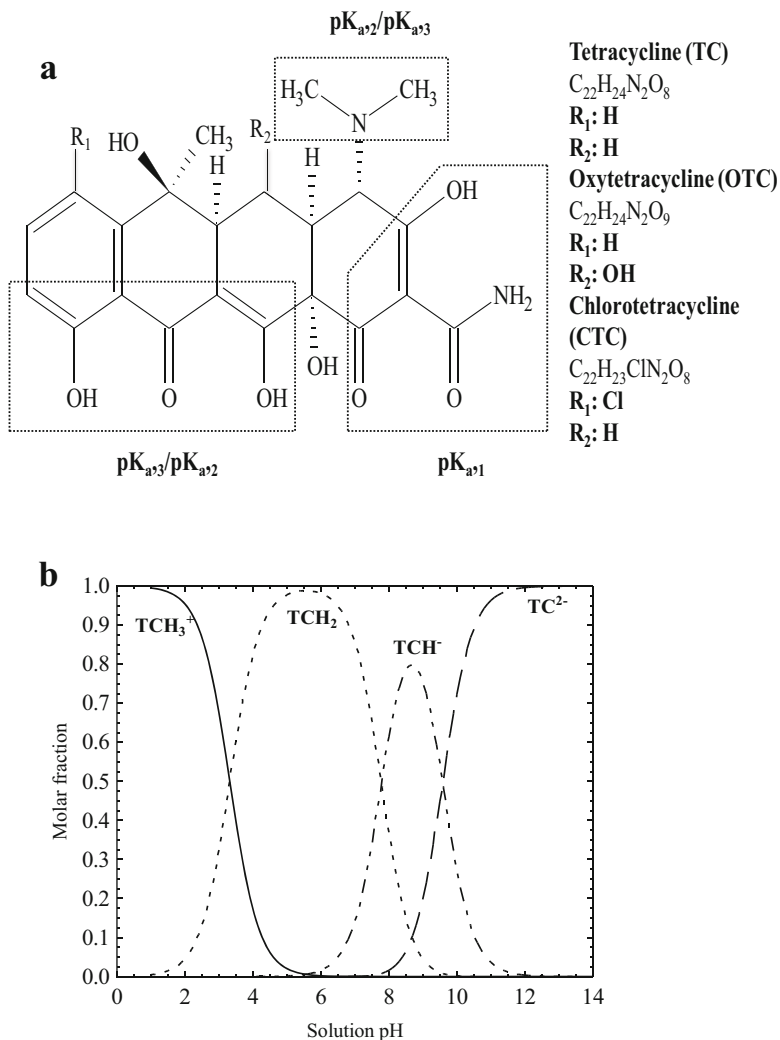 pKa,2/pKa,3
a
H3C
CH3
N
R1
HO
CH3
R2
H
H
OH
NH2
OH
O
OH
OH
O
O
pKa,3/pKa,2
pKa,1
Tetracycline (TC)
C22H24N2O8
R1: H
R2: H
Oxytetracycline (OTC)
C22H24N2O9
R1: H
R2: OH
Chlorotetracycline
(CTC)
C22H23ClN2O8
R1: Cl
R2: H
b
1.0
0.9
0.8
0.7
0.6
0.5
0.4
0.3
0.2
0.1
0.0
Molar fraction
TCH3+
TCH2
TCH-
TC2-
0 2 4 6 8 10 12 14
Solution pH